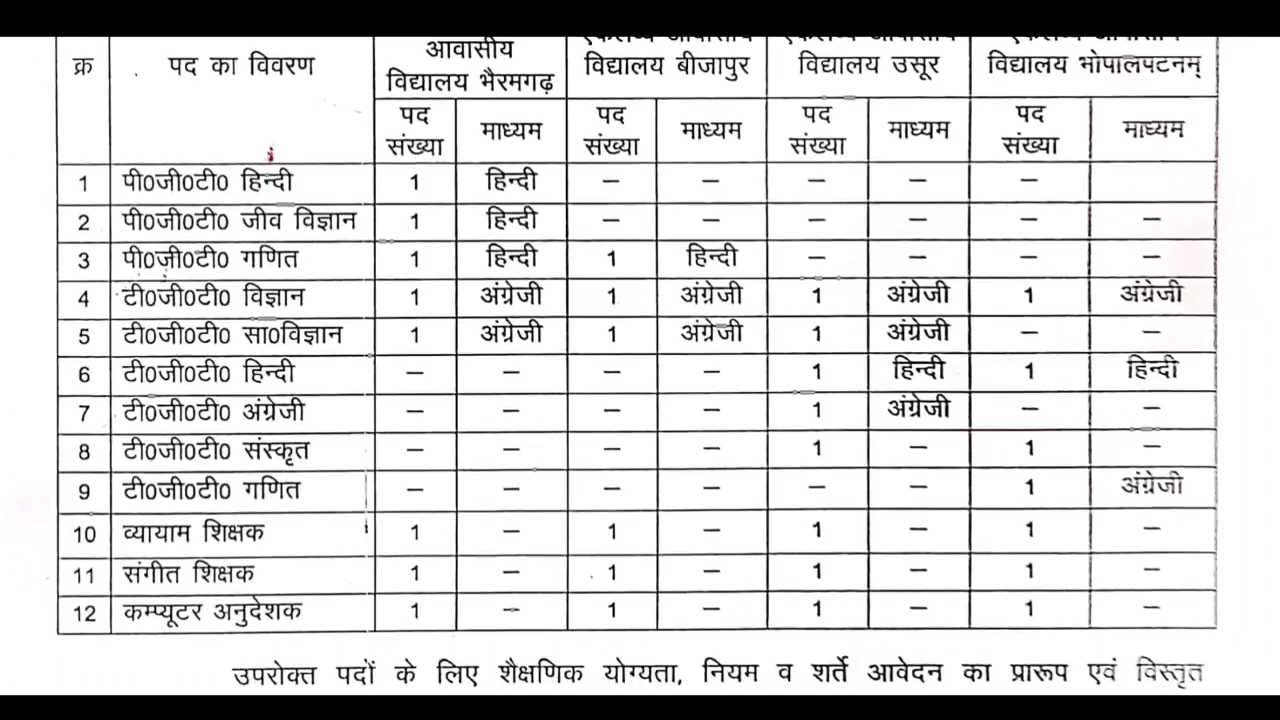 क्र पद का विवरण आवासीय विद्यालय भैरमगढ़ विद्यालय बीजापुर विद्यालय उसूर विद्यालय भोपालपटनम्
पद संख्या माध्यम पद संख्या माध्यम पद संख्या माध्यम पद संख्या माध्यम
1 पी0जी0टी0 हिन्दी 1 हिन्दी – – – – –
2 पी0जी0टी0 जीव विज्ञान 1 हिन्दी – – – – – –
3 पी0जी0टी0 गणित 1 हिन्दी 1 हिन्दी – – – –
4 टी0जी0टी0 विज्ञान 1 अंग्रेजी 1 अंग्रेजी 1 अंग्रेजी 1 अंग्रेजी
5 टी0जी0टी0 सा0विज्ञान 1 अंग्रेजी 1 अंग्रेजी 1 अंग्रेजी – –
6 टी0जी0टी0 हिन्दी – – – – 1 हिन्दी 1 हिन्दी
7 टी0जी0टी0 अंग्रेजी – – – – 1 अंग्रेजी – –
8 टी0जी0टी0 संस्कृत – – – – 1 – 1 –
9 टी0जी0टी0 गणित – – – – – – 1 अंग्रेजी
10 व्यायाम शिक्षक 1 – 1 – 1 – 1 –
11 संगीत शिक्षक 1 – 1 – 1 – 1 –
12 कम्प्यूटर अनुदेशक 1 – 1 – 1 – 1 –
उपरोक्त पदों के लिए शैक्षणिक योग्यता, नियम व शर्ते आवेदन का प्रारूप एवं विस्तृत